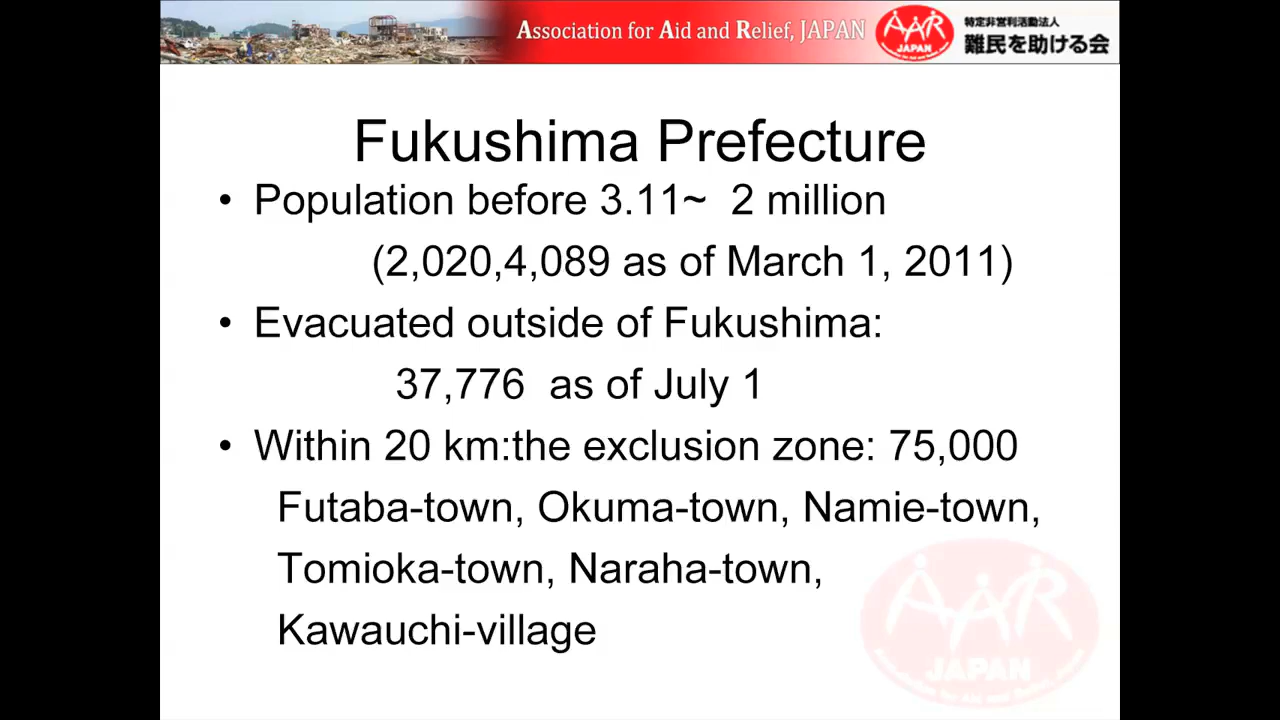 Association for Aid and Relief, JAPAN
AAR
JAPAN
特定非営利活動法人
難民を助ける会
Fukushima Prefecture
• Population before 3.11~ 2 million
(2,020,4,089 as of March 1, 2011)
• Evacuated outside of Fukushima:
37,776 as of July 1
• Within 20 km:the exclusion zone: 75,000
Futaba-town, Okuma-town, Namie-town,
Tomioka-town, Naraha-town,
Kawauchi-village
AAR
JAPAN